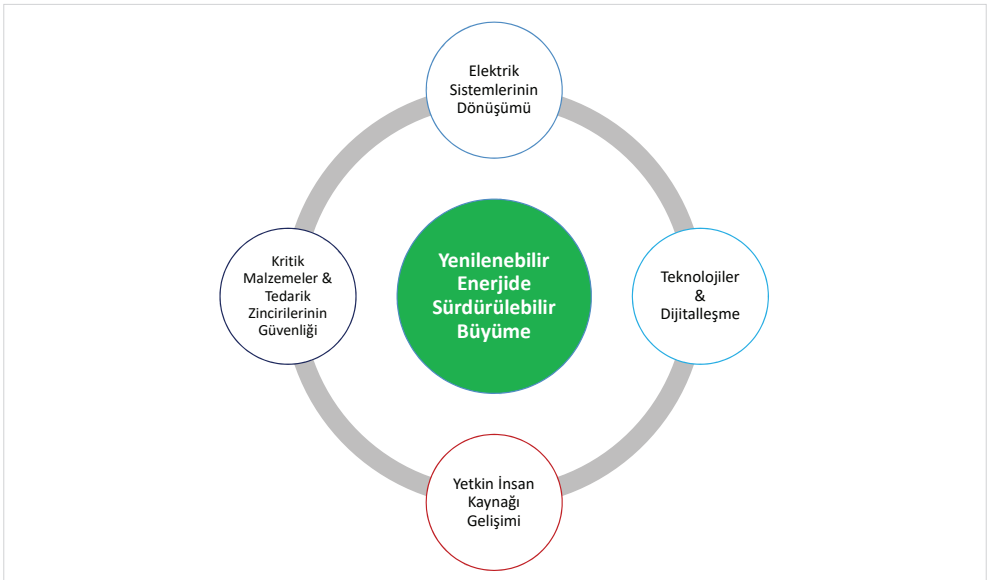 Elektrik
Sistemlerinin
Dönüşümü
Kritik
Malzemeler &
Tedarik
Zincirilerinin
Güvenliği
Yenilenebilir
Enerjide
Sürdürülebilir
Büyüme
Teknolojiler
&
Dijitalleşme
Yetkin İnsan
Kaynağı
Gelişimi